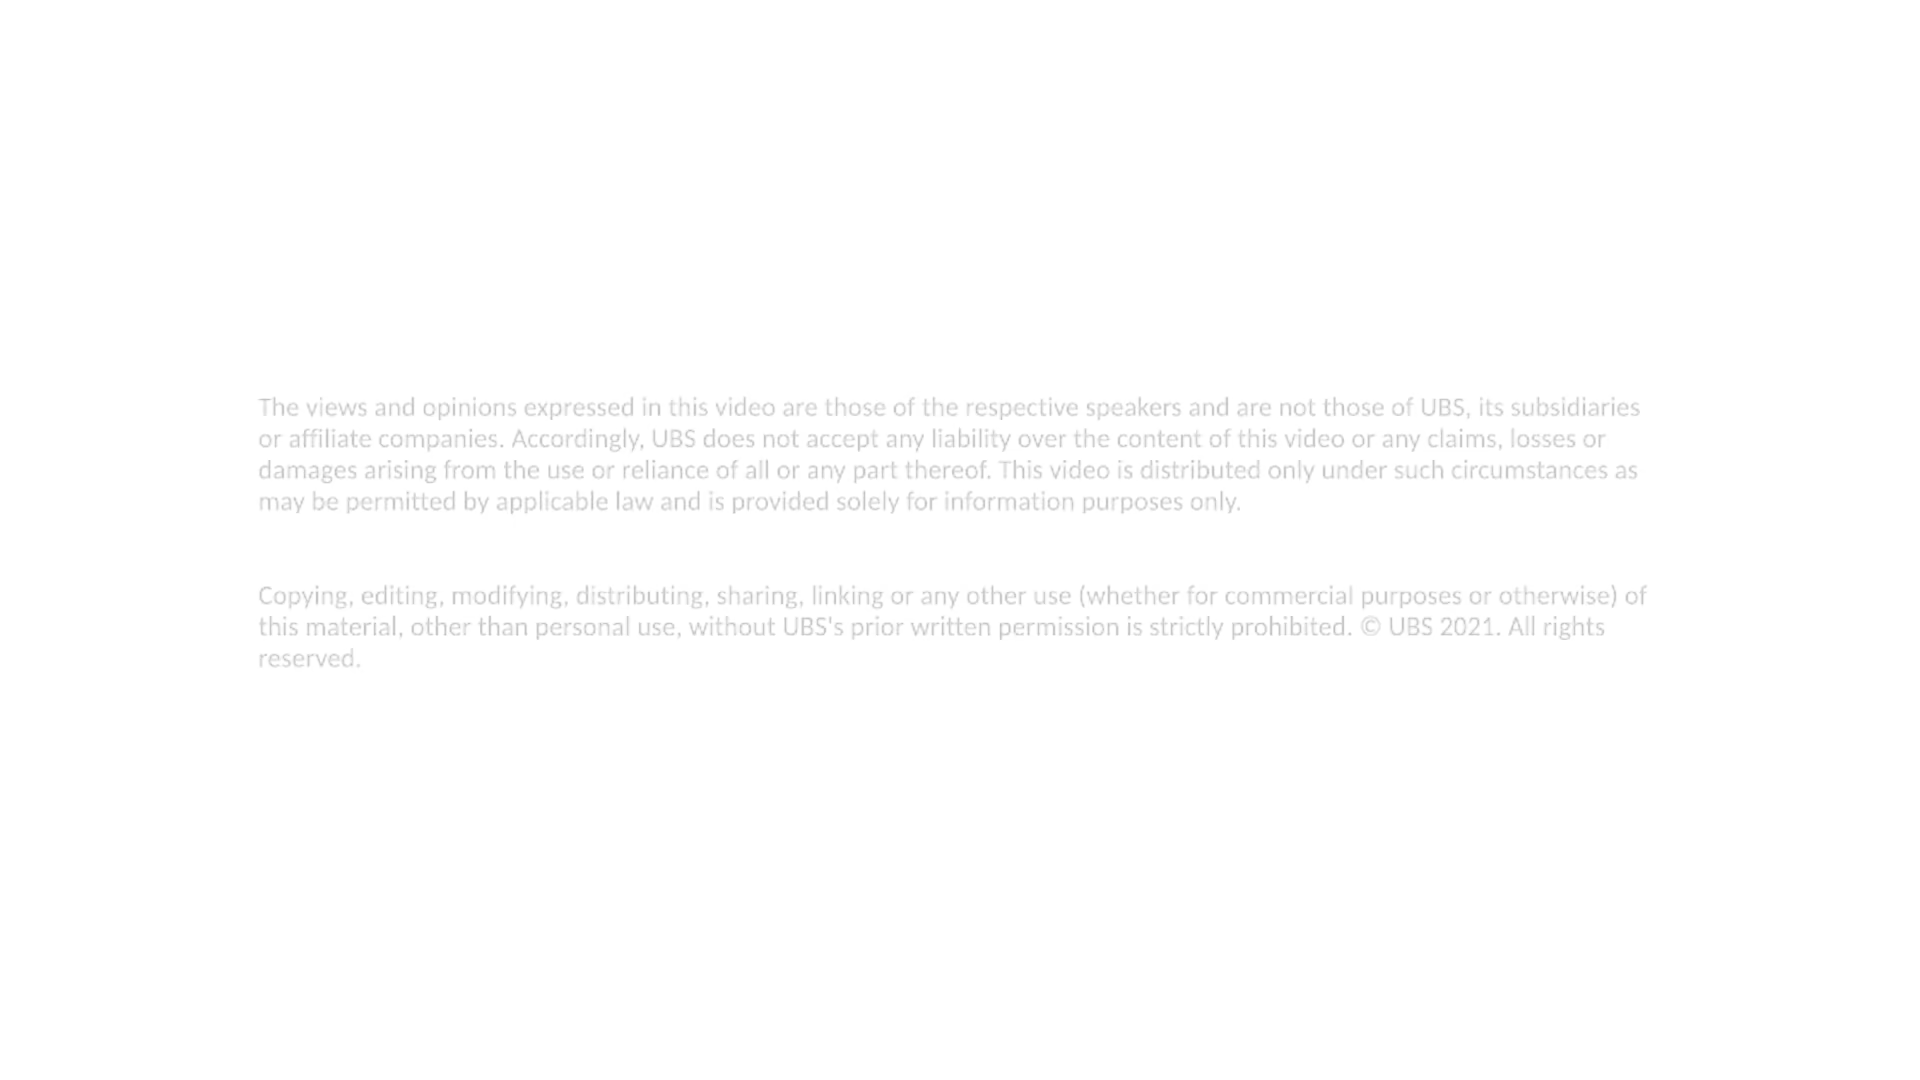 The views and opinions expressed in this video are those of the respective speakers and are not those of UBS, its subsidiaries
or affiliate companies. Accordingly, UBS does not accept any liability over the content of this video or any claims, losses or
damages arising from the use or reliance of all or any part thereof. This video is distributed only under such circumstances as
may be permitted by applicable law and is provided solely for information purposes only.
Copying, editing, modifying, distributing, sharing, linking or any other use (whether for commercial purposes or otherwise) of
this material, other than personal use, without UBS's prior written permission is strictly prohibited. © UBS 2021. All rights
reserved.